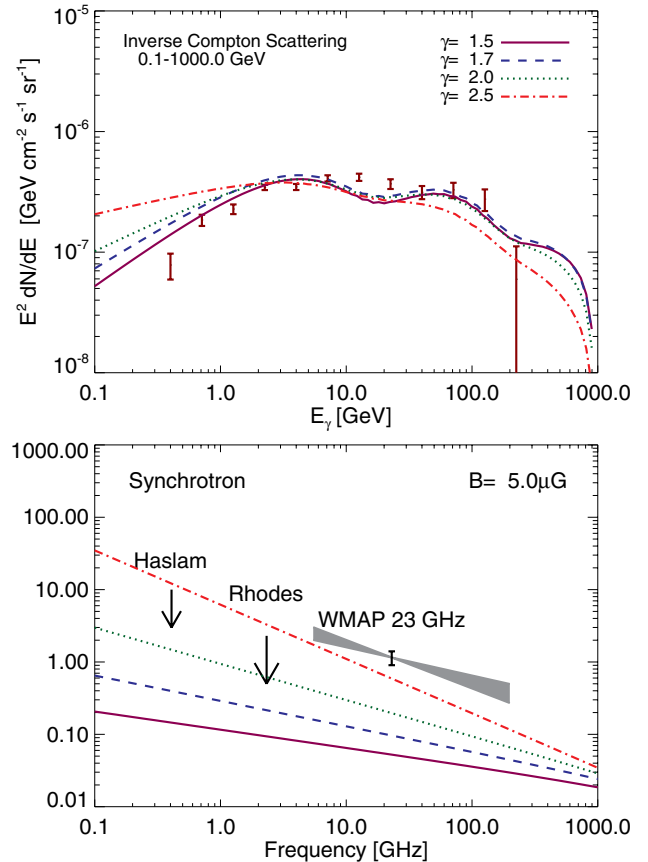 Inverse Compton Scattering
0.1-1000.0 GeV
γ= 1.5
γ= 1.7
γ= 2.0
γ= 2.5
E² dN/dE [GeV cm⁻² s⁻¹ sr⁻¹]
10⁻⁵
10⁻⁶
10⁻⁷
10⁻⁸
0.1 1.0 10.0 100.0 1000.0
Eγ [GeV]
Synchrotron
B= 5.0μG
1000.00
100.00
10.00
1.00
0.10
0.01
Haslam
Rhodes
WMAP 23 GHz
0.1 1.0 10.0 100.0 1000.0
Frequency [GHz]